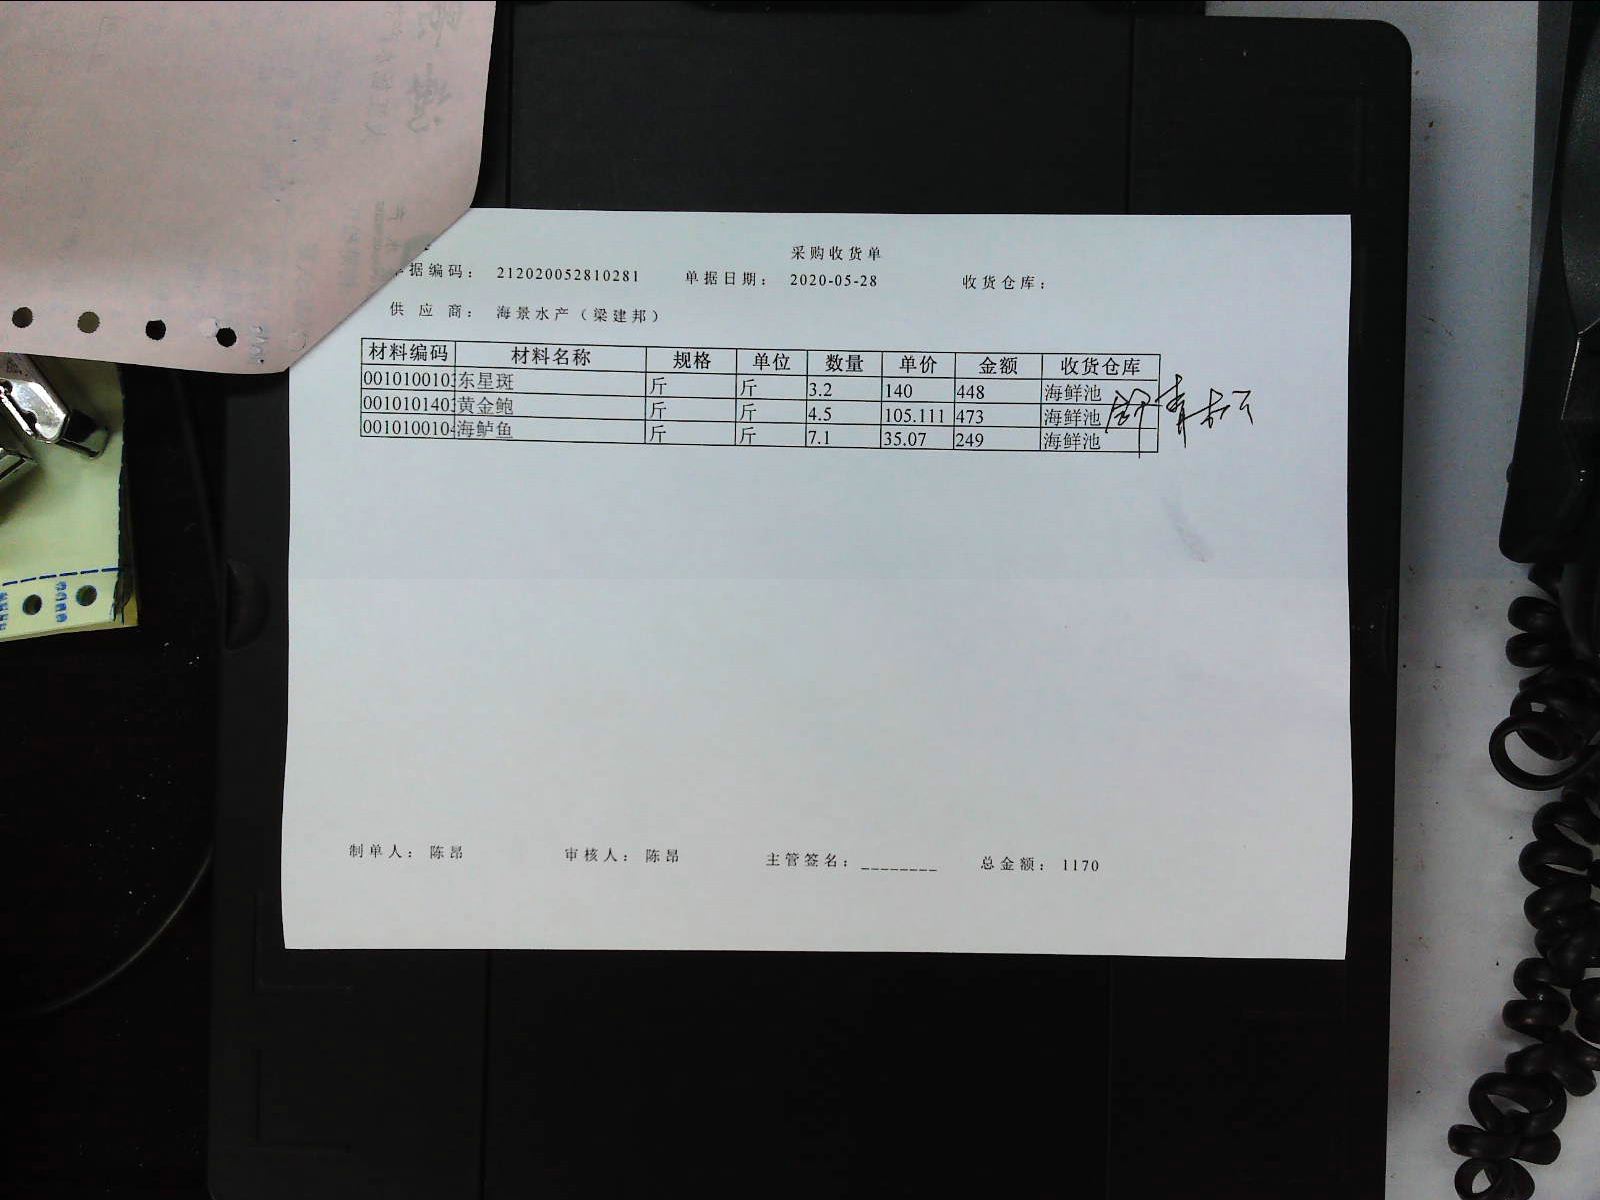 采购收货单
单据编码： 212020052810281 单据日期： 2020-05-28 收货仓库：
供应商： 海景水产（梁建邦）
材料编码 材料名称 规格 单位 数量 单价 金额 收货仓库
0010100103 东星斑 斤 斤 3.2 140 448 海鲜池
0010101403 黄金鲍 斤 斤 4.5 105.111 473 海鲜池
0010100104 海鲈鱼 斤 斤 7.1 35.07 249 海鲜池
制单人： 陈昂 审核人： 陈昂 主管签名：________ 总金额： 1170